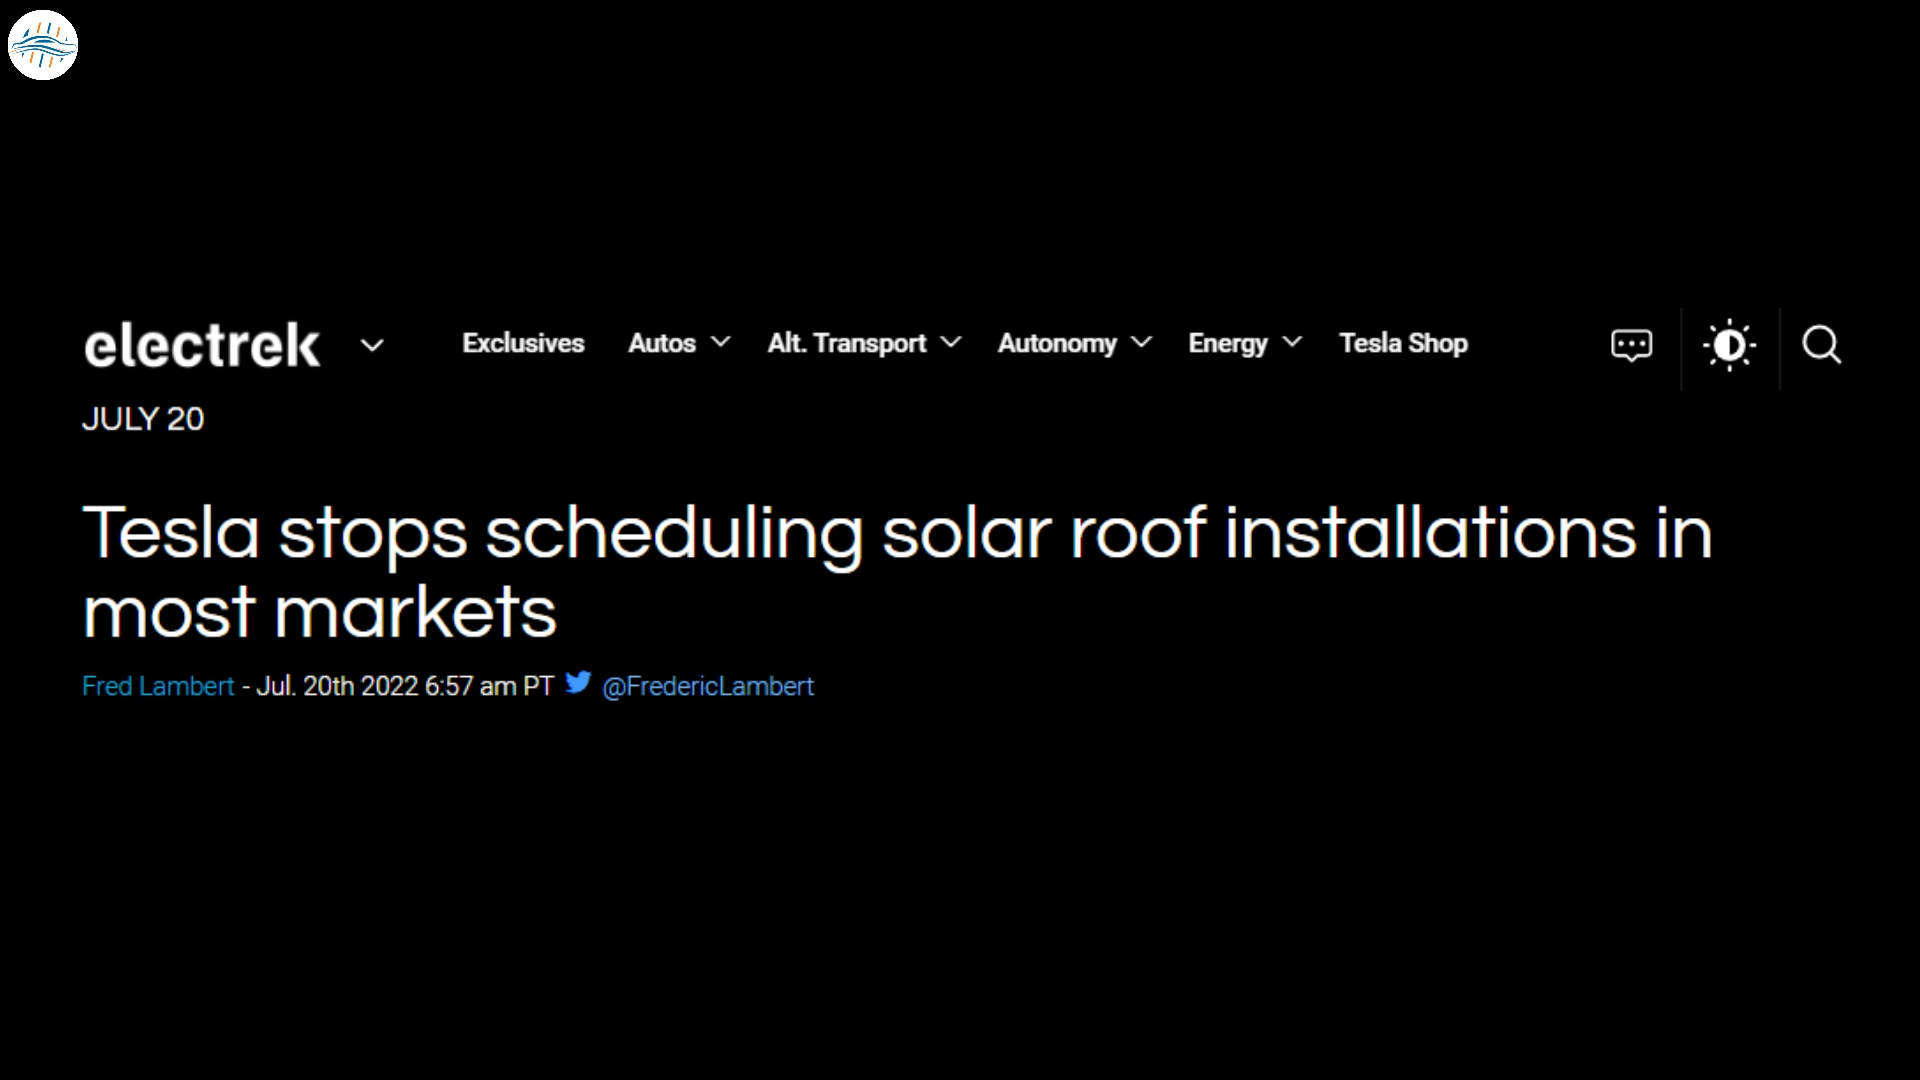 electrek Exclusives Autos Alt. Transport Autonomy Energy Tesla Shop
JULY 20
Tesla stops scheduling solar roof installations in
most markets
Fred Lambert - Jul. 20th 2022 6:57 am PT @FredericLambert